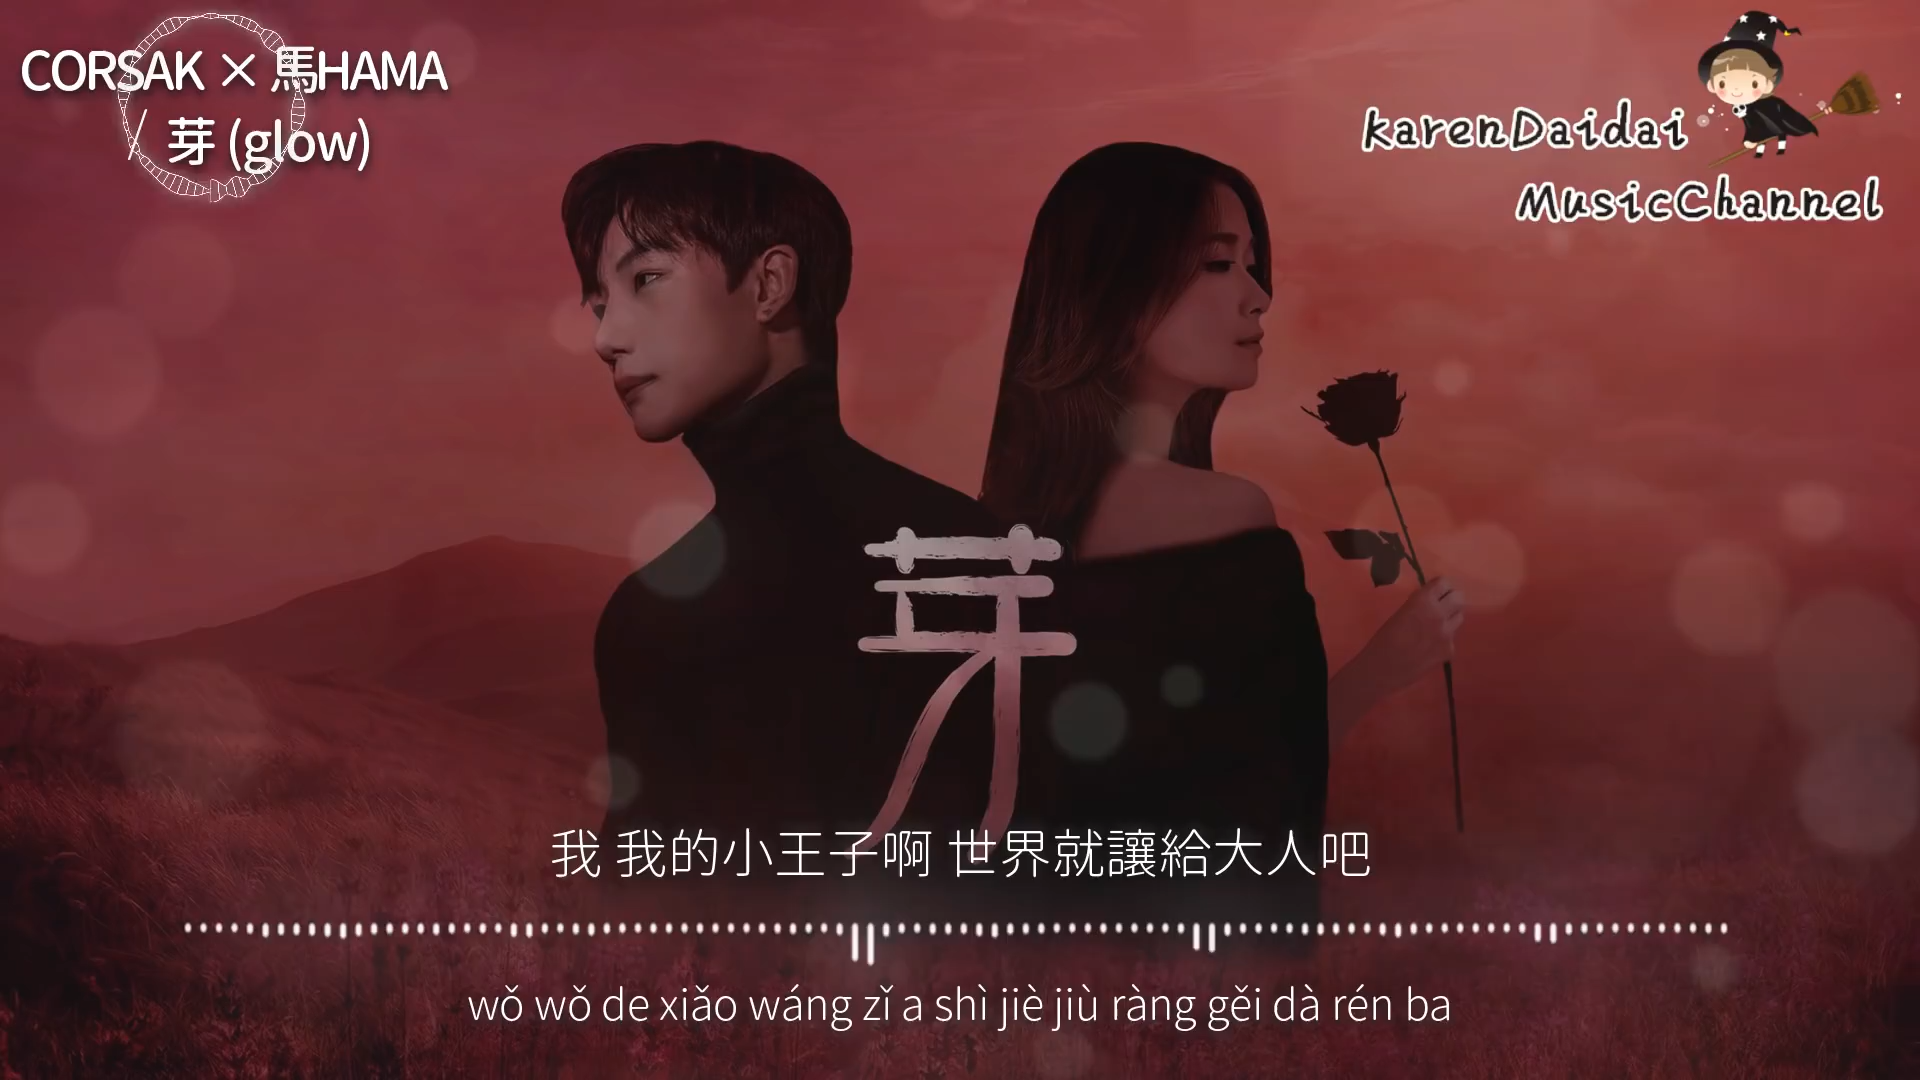 CORSAK × 馬HAMA
/ 芽 (glow)
karenDaidai
MusicChannel
芽
我 我的小王子啊 世界就讓給大人吧
wǒ wǒ de xiǎo wáng zǐ a shì jiè jiù ràng gěi dà rén ba